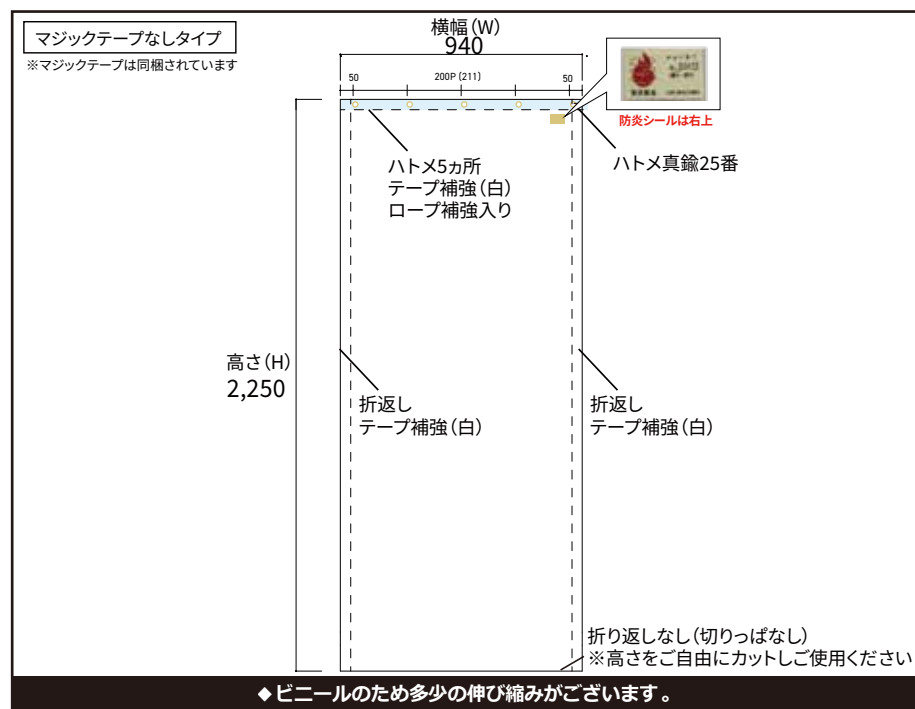 マジックテープなしタイプ
※マジックテープは同梱されています
横幅(W)
940
50
200P (211)
50
防炎シールは右上
ハトメ5ヵ所
テープ補強(白)
ロープ補強入り
ハトメ真鍮25番
高さ(H)
2,250
折返し
テープ補強(白)
折返し
テープ補強(白)
折り返しなし(切りっぱなし)
※高さをご自由にカットしご使用ください
◆ビニールのため多少の伸び縮みがございます。